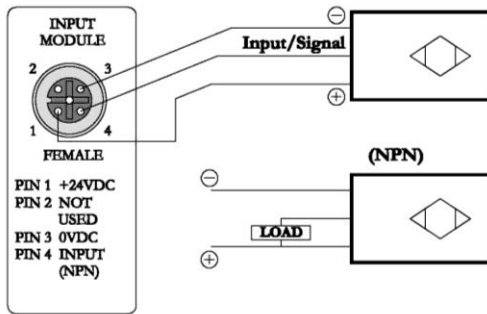 INPUT
MODULE
2 3
1 4
FEMALE
PIN 1 +24VDC
PIN 2 NOT
USED
PIN 3 0VDC
PIN 4 INPUT
(NPN)
−
Input/Signal
+
(NPN)
−
LOAD
+